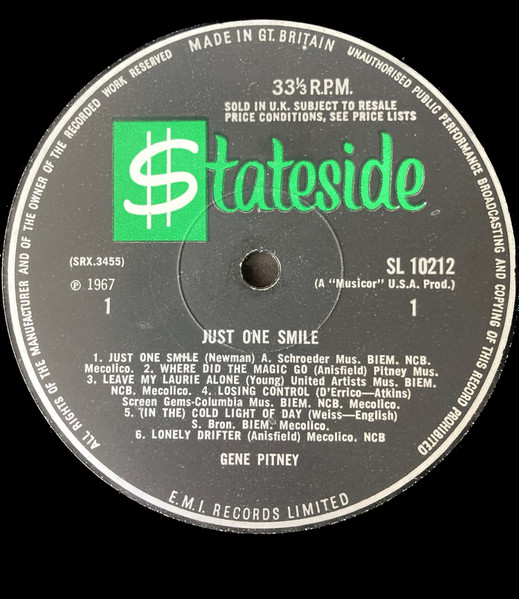 MADE IN GT. BRITAIN
UNAUTHORISED PUBLIC PERFORMANCE BROADCASTING AND COPYING OF THIS RECORD PROHIBITED
ALL RIGHTS OF THE MANUFACTURER AND OF THE OWNER OF THE RECORDED WORK RESERVED
33⅓ R.P.M.
SOLD IN U.K. SUBJECT TO RESALE
PRICE CONDITIONS, SEE PRICE LISTS
$tateside
(SRX.3455)
℗ 1967
1
SL 10212
(A "Musicor" U.S.A. Prod.)
1
JUST ONE SMILE
1. JUST ONE SMILE (Newman) A. Schroeder Mus. BIEM. NCB.
Mecolico. 2. WHERE DID THE MAGIC GO (Anisfield) Pitney Mus.
3. LEAVE MY LAURIE ALONE (Young) United Artists Mus. BIEM.
NCB. Mecolico. 4. LOSING CONTROL (D'Errico—Atkins)
Screen Gems-Columbia Mus. BIEM. NCB. Mecolico.
5. (IN THE) COLD LIGHT OF DAY (Weiss—English)
S. Bron. BIEM. Mecolico.
6. LONELY DRIFTER (Anisfield) Mecolico. NCB
GENE PITNEY
E.M.I. RECORDS LIMITED